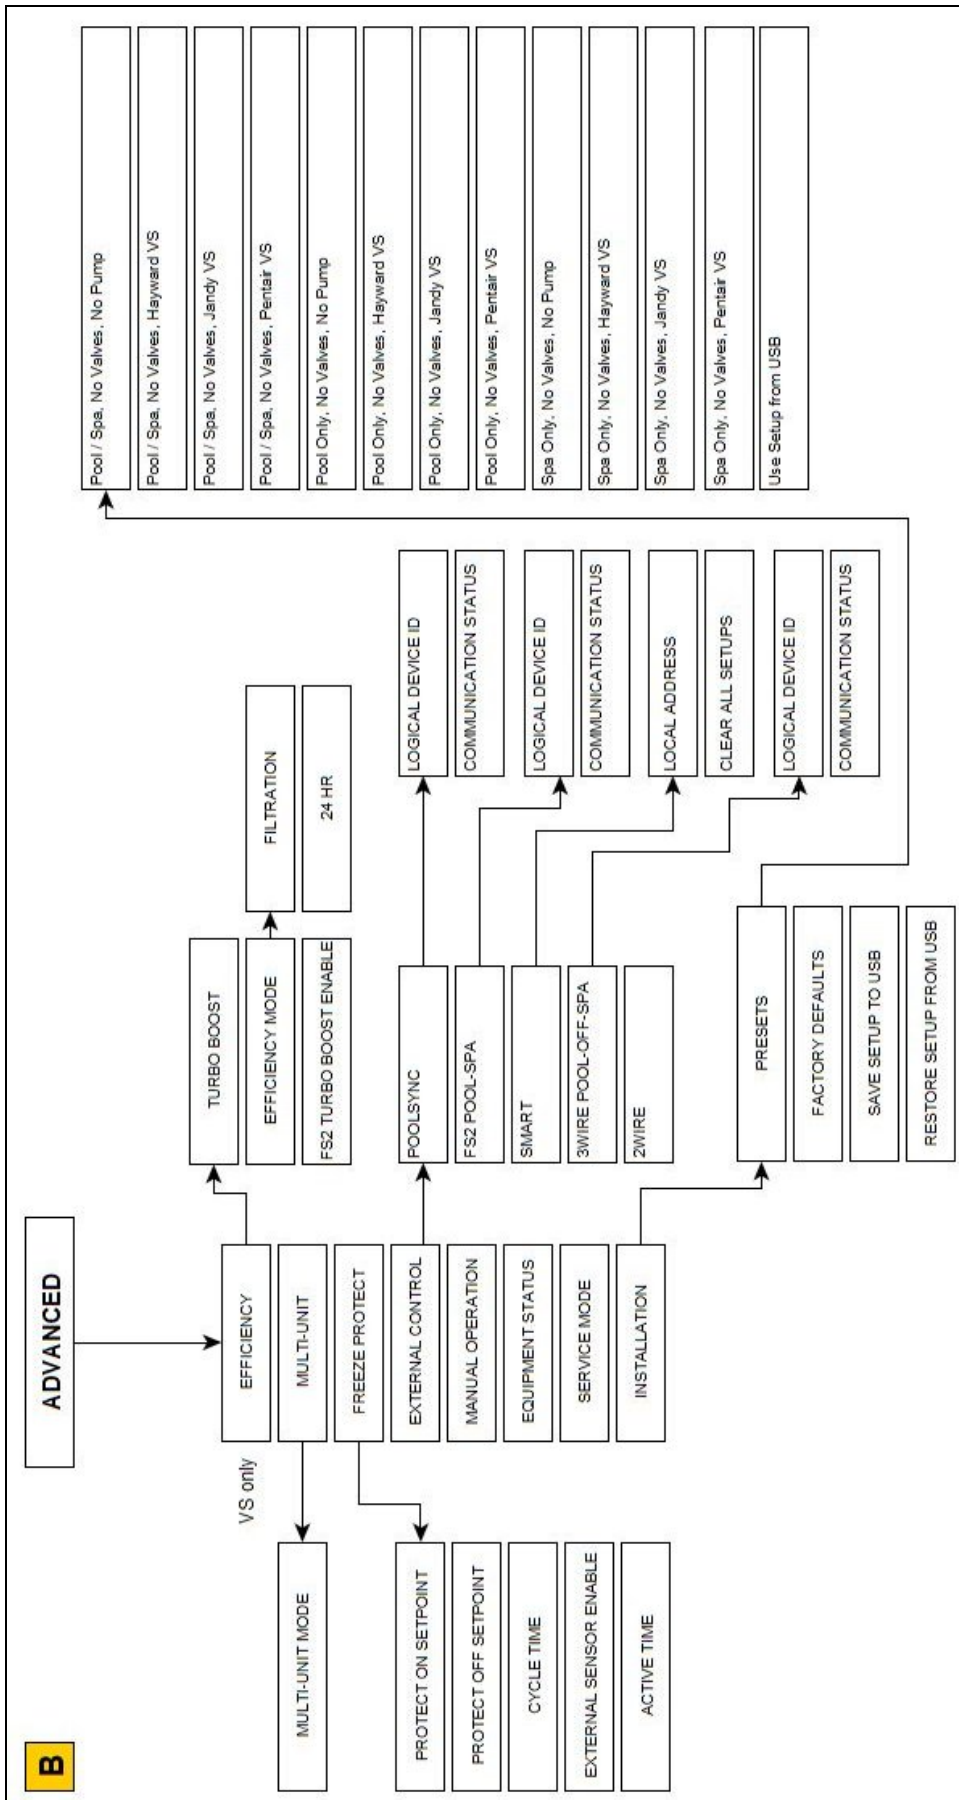 B
ADVANCED
VS only
EFFICIENCY
MULTI-UNIT
FREEZE PROTECT
EXTERNAL CONTROL
MANUAL OPERATION
EQUIPMENT STATUS
SERVICE MODE
INSTALLATION
MULTI-UNIT MODE
PROTECT ON SETPOINT
PROTECT OFF SETPOINT
CYCLE TIME
EXTERNAL SENSOR ENABLE
ACTIVE TIME
TURBO BOOST
EFFICIENCY MODE
FS2 TURBO BOOST ENABLE
FILTRATION
24 HR
POOLSYNC
FS2 POOL-SPA
SMART
3WIRE POOL-OFF-SPA
2WIRE
LOGICAL DEVICE ID
COMMUNICATION STATUS
LOGICAL DEVICE ID
COMMUNICATION STATUS
LOCAL ADDRESS
CLEAR ALL SETUPS
LOGICAL DEVICE ID
COMMUNICATION STATUS
PRESETS
FACTORY DEFAULTS
SAVE SETUP TO USB
RESTORE SETUP FROM USB
Pool / Spa, No Valves, No Pump
Pool / Spa, No Valves, Hayward VS
Pool / Spa, No Valves, Jandy VS
Pool / Spa, No Valves, Pentair VS
Pool Only, No Valves, No Pump
Pool Only, No Valves, Hayward VS
Pool Only, No Valves, Jandy VS
Pool Only, No Valves, Pentair VS
Spa Only, No Valves, No Pump
Spa Only, No Valves, Hayward VS
Spa Only, No Valves, Jandy VS
Spa Only, No Valves, Pentair VS
Use Setup from USB